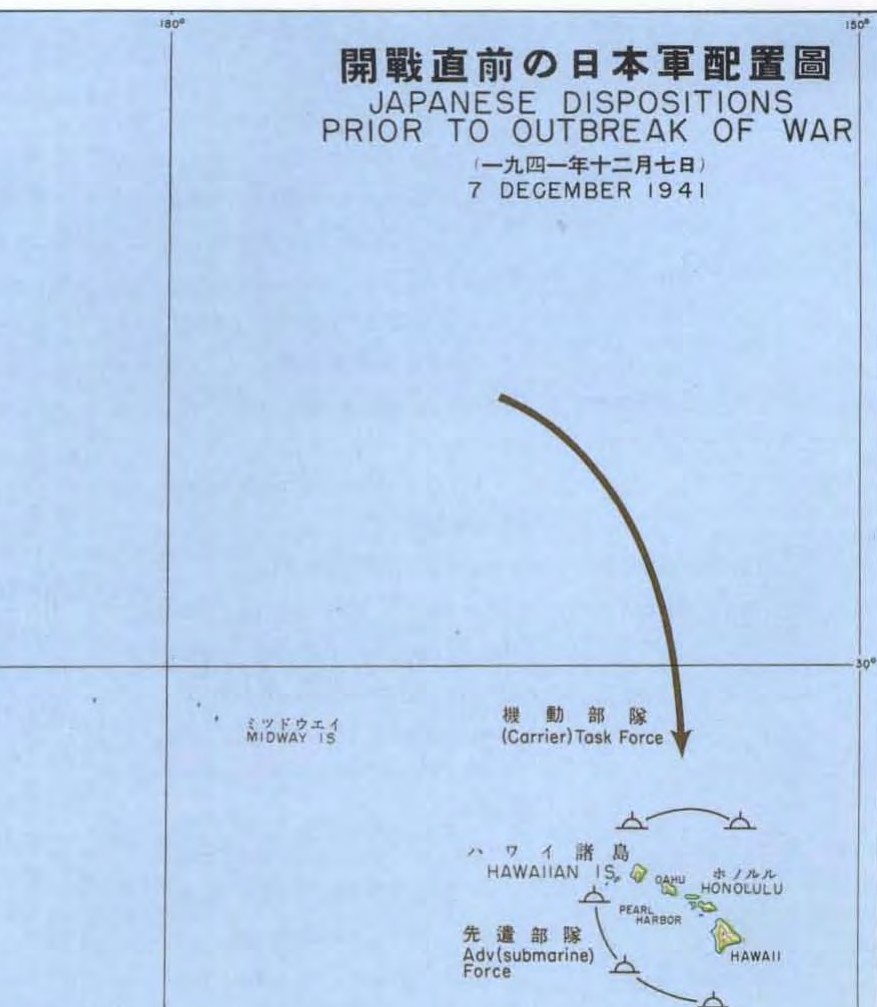 180°
150°
開戰直前の日本軍配置圖
JAPANESE DISPOSITIONS
PRIOR TO OUTBREAK OF WAR
(一九四一年十二月七日)
7 DECEMBER 1941
30°
ミツドウエイ
MIDWAY IS
機動部隊
(Carrier) Task Force
ハワイ諸島
HAWAIIAN IS
OAHU
ホノルル
HONOLULU
PEARL
HARBOR
先遣部隊
Adv(submarine)
Force
HAWAII